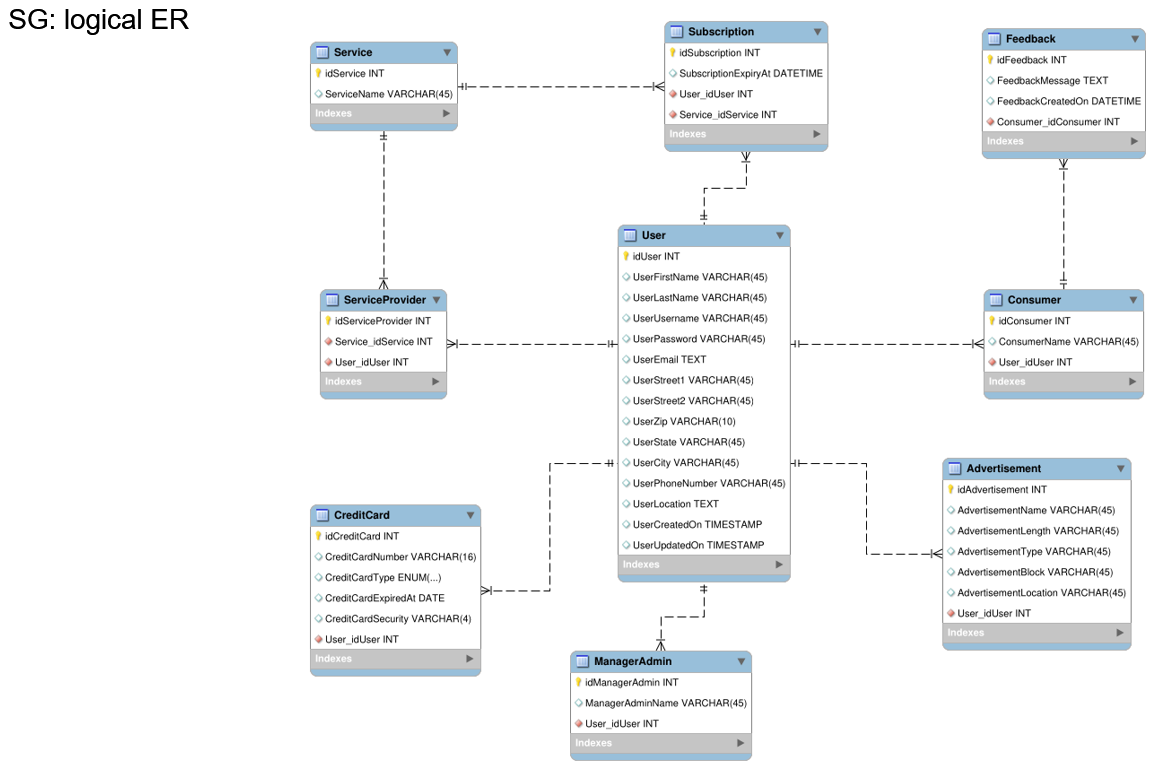 SG: logical ER
Service
idService INT
ServiceName VARCHAR(45)
Indexes
Subscription
idSubscription INT
SubscriptionExpiryAt DATETIME
User_idUser INT
Service_idService INT
Indexes
Feedback
idFeedback INT
FeedbackMessage TEXT
FeedbackCreatedOn DATETIME
Consumer_idConsumer INT
Indexes
User
idUser INT
UserFirstName VARCHAR(45)
UserLastName VARCHAR(45)
UserUsername VARCHAR(45)
UserPassword VARCHAR(45)
UserEmail TEXT
UserStreet1 VARCHAR(45)
UserStreet2 VARCHAR(45)
UserZip VARCHAR(10)
UserState VARCHAR(45)
UserCity VARCHAR(45)
UserPhoneNumber VARCHAR(45)
UserLocation TEXT
UserCreatedOn TIMESTAMP
UserUpdatedOn TIMESTAMP
Indexes
ServiceProvider
idServiceProvider INT
Service_idService INT
User_idUser INT
Indexes
Consumer
idConsumer INT
ConsumerName VARCHAR(45)
User_idUser INT
Indexes
CreditCard
idCreditCard INT
CreditCardNumber VARCHAR(16)
CreditCardType ENUM(...)
CreditCardExpiredAt DATE
CreditCardSecurity VARCHAR(4)
User_idUser INT
Indexes
Advertisement
idAdvertisement INT
AdvertisementName VARCHAR(45)
AdvertisementLength VARCHAR(45)
AdvertisementType VARCHAR(45)
AdvertisementBlock VARCHAR(45)
AdvertisementLocation VARCHAR(45)
User_idUser INT
Indexes
ManagerAdmin
idManagerAdmin INT
ManagerAdminName VARCHAR(45)
User_idUser INT
Indexes